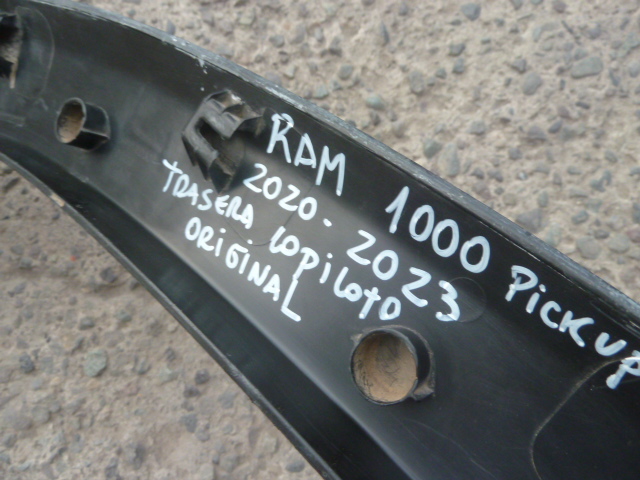 RAM 1000 PICKUP
2020-2023
TRASERA COPILOTO
ORIGINAL